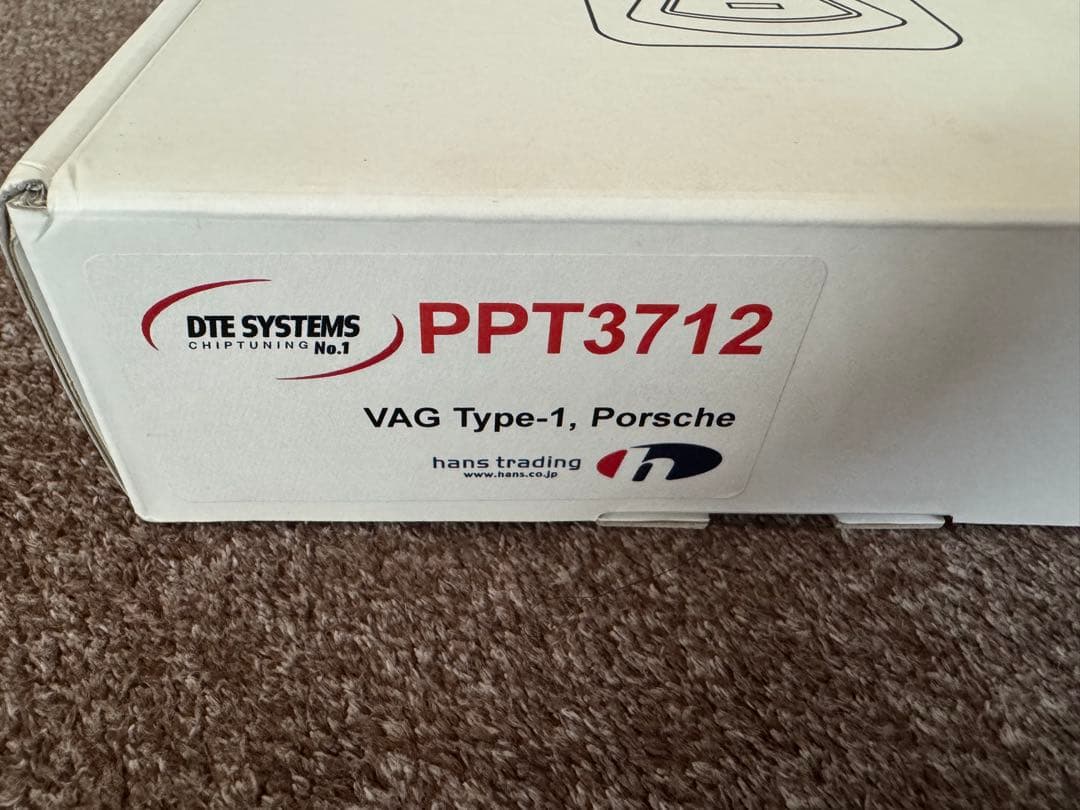 DTE SYSTEMS
CHIPTUNING No.1
PPT3712
VAG Type-1, Porsche
hans trading
www.hans.co.jp